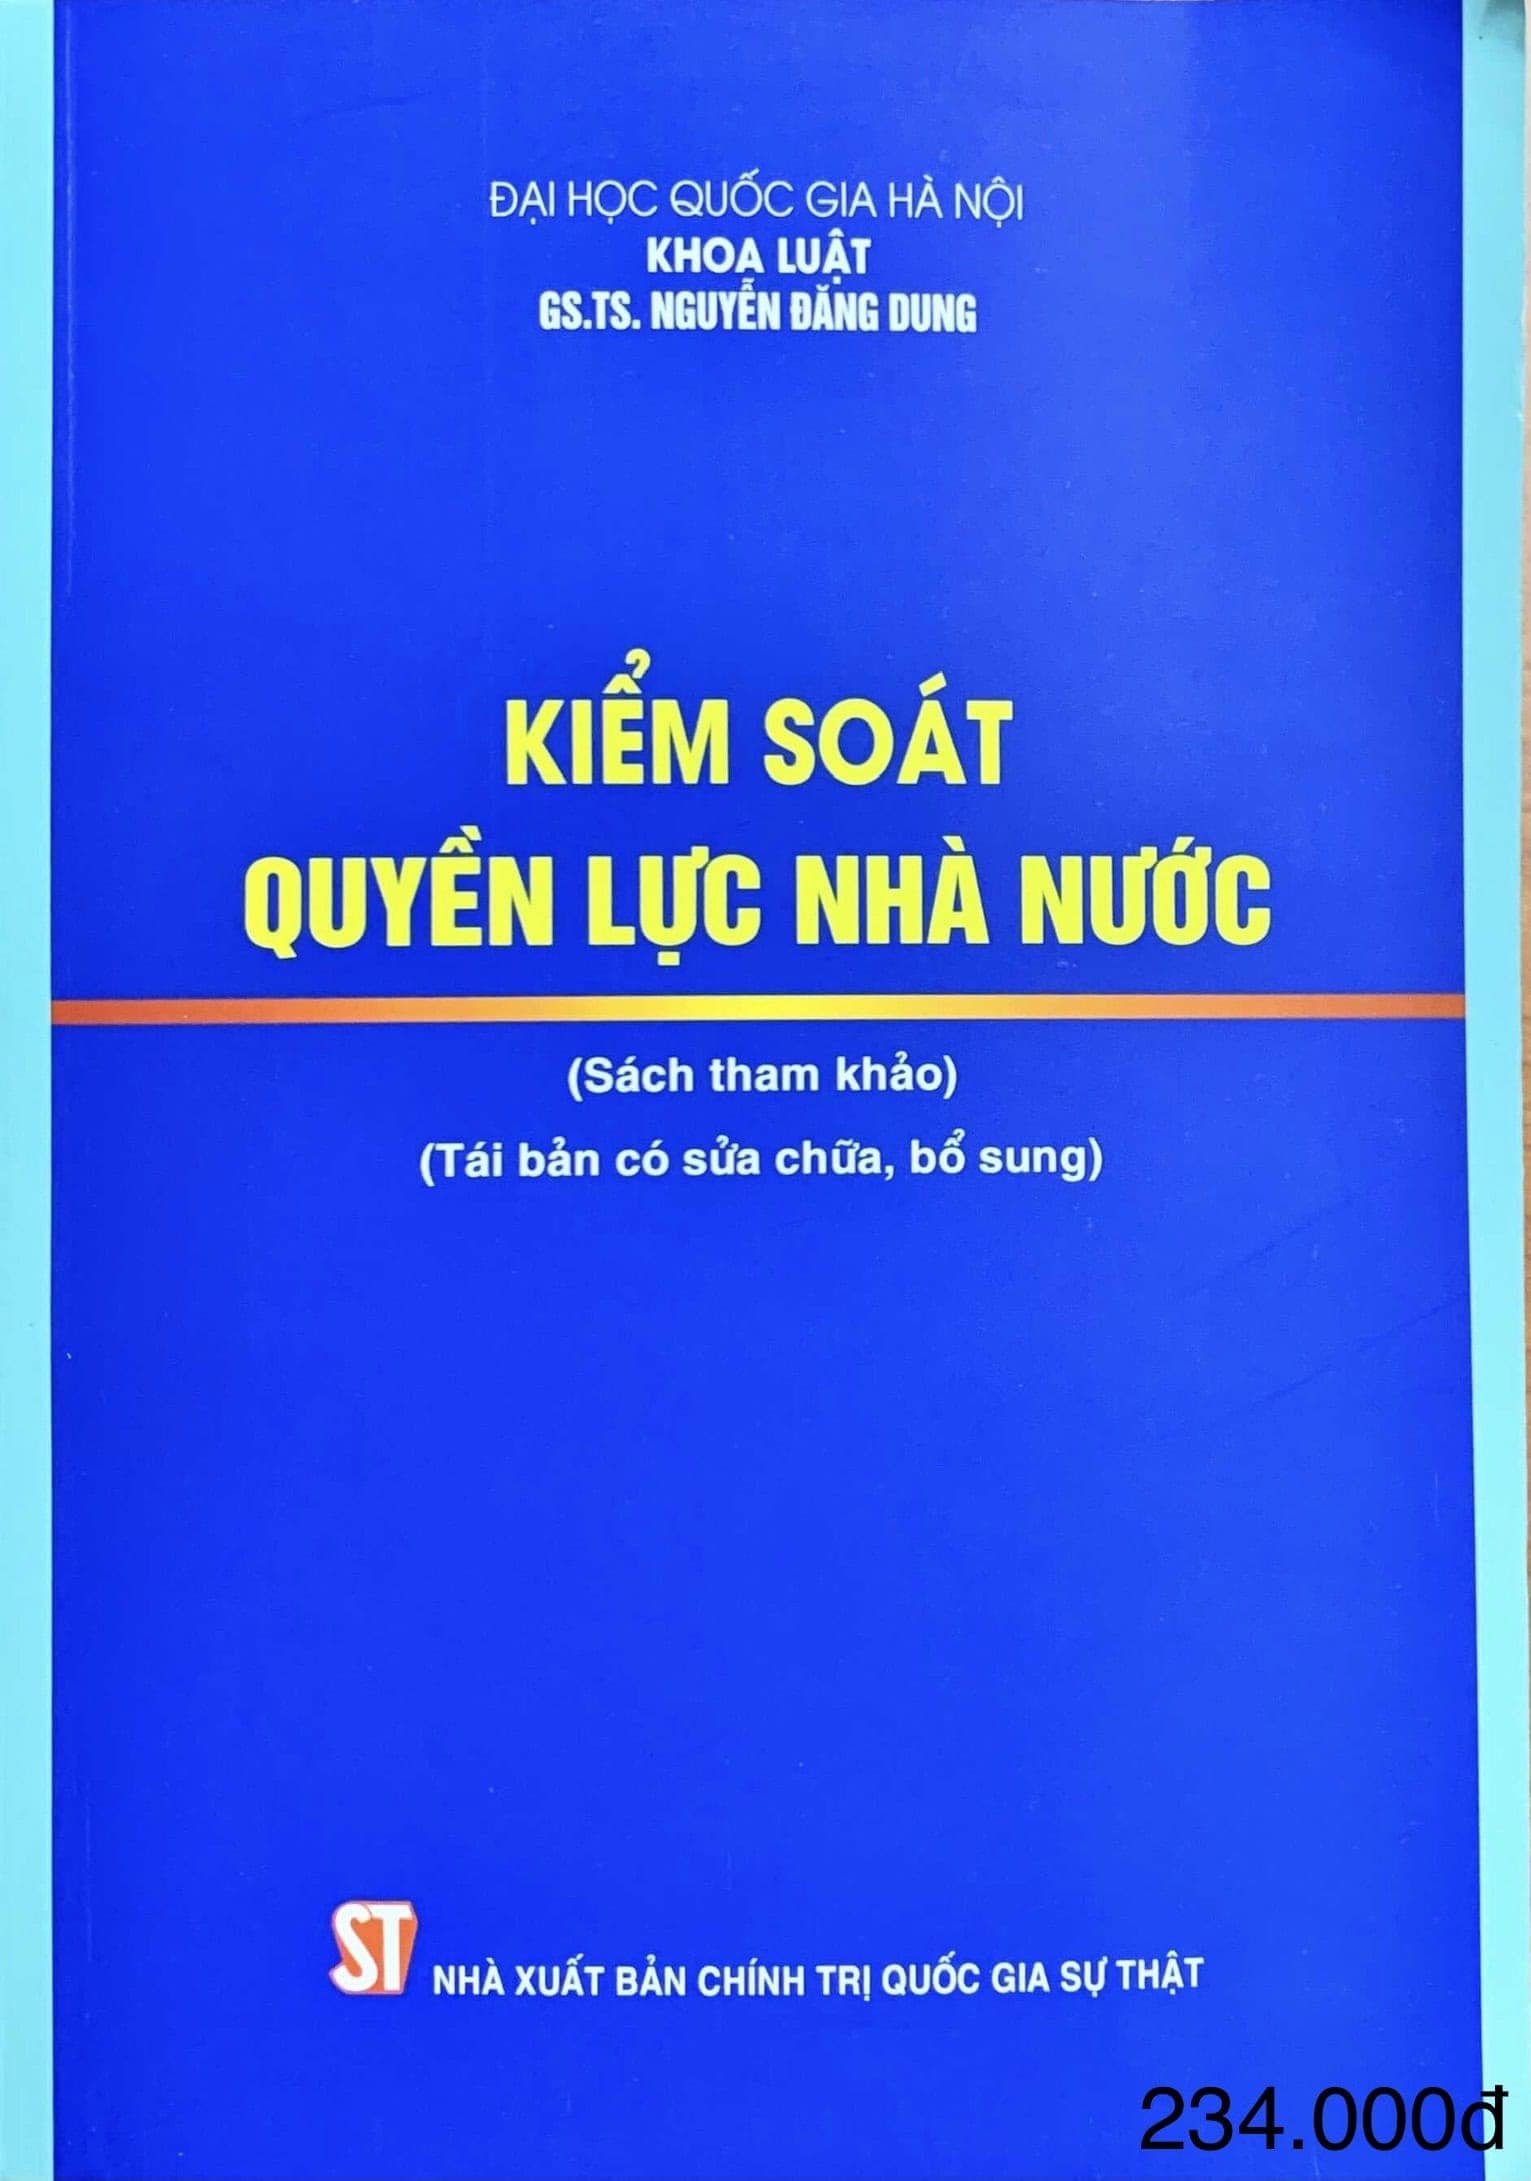 ĐẠI HỌC QUỐC GIA HÀ NỘI
KHOA LUẬT
GS.TS. NGUYỄN ĐĂNG DUNG
KIỂM SOÁT
QUYỀN LỰC NHÀ NƯỚC
(Sách tham khảo)
(Tái bản có sửa chữa, bổ sung)
ST NHÀ XUẤT BẢN CHÍNH TRỊ QUỐC GIA SỰ THẬT
234.000đ